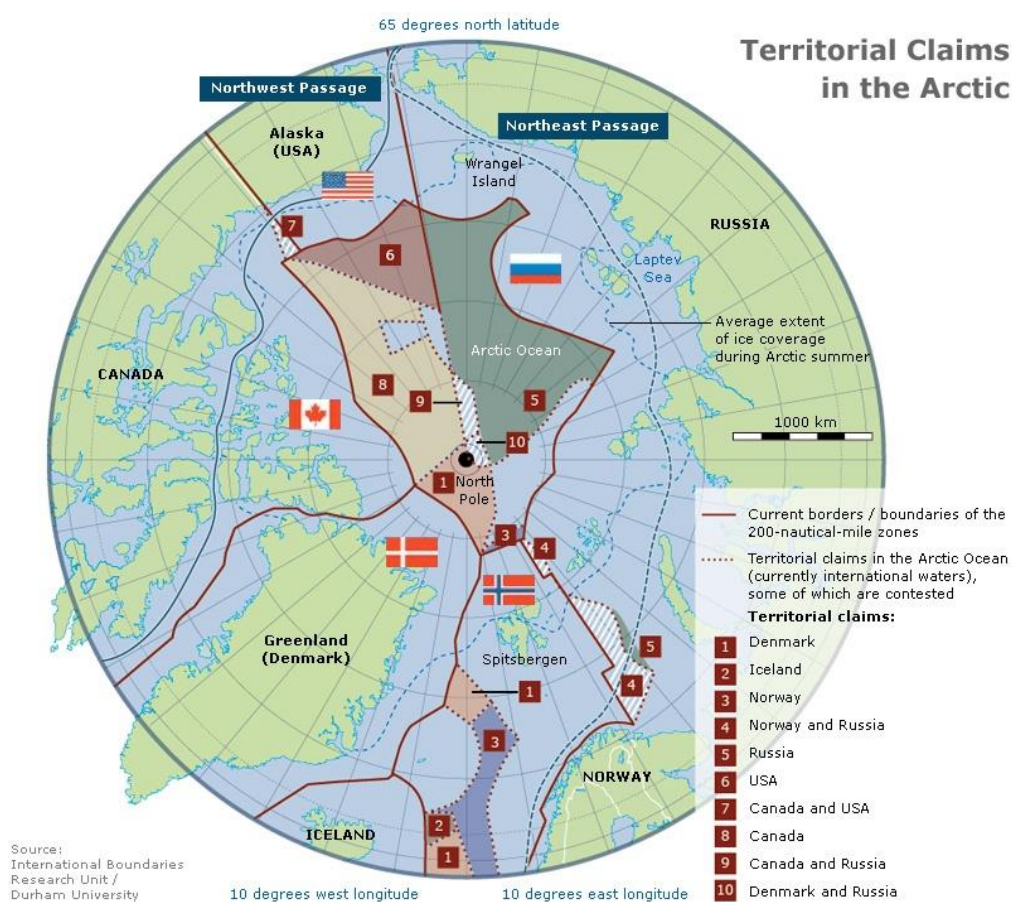 65 degrees north latitude
Territorial Claims
in the Arctic
Northwest Passage
Northeast Passage
Alaska
(USA)
Wrangel
Island
RUSSIA
7
6
Laptev
Sea
Average extent
of ice coverage
during Arctic summer
Arctic Ocean
CANADA
8
9
5
10
1000 km
1
North
Pole
3
4
Current borders / boundaries of the
200-nautical-mile zones
Territorial claims in the Arctic Ocean
(currently international waters),
some of which are contested
Territorial claims:
1 Denmark
2 Iceland
3 Norway
4 Norway and Russia
5 Russia
6 USA
7 Canada and USA
8 Canada
9 Canada and Russia
10 Denmark and Russia
Greenland
(Denmark)
Spitsbergen
5
4
1
3
NORWAY
ICELAND
2
1
Source:
International Boundaries
Research Unit /
Durham University
10 degrees west longitude
10 degrees east longitude